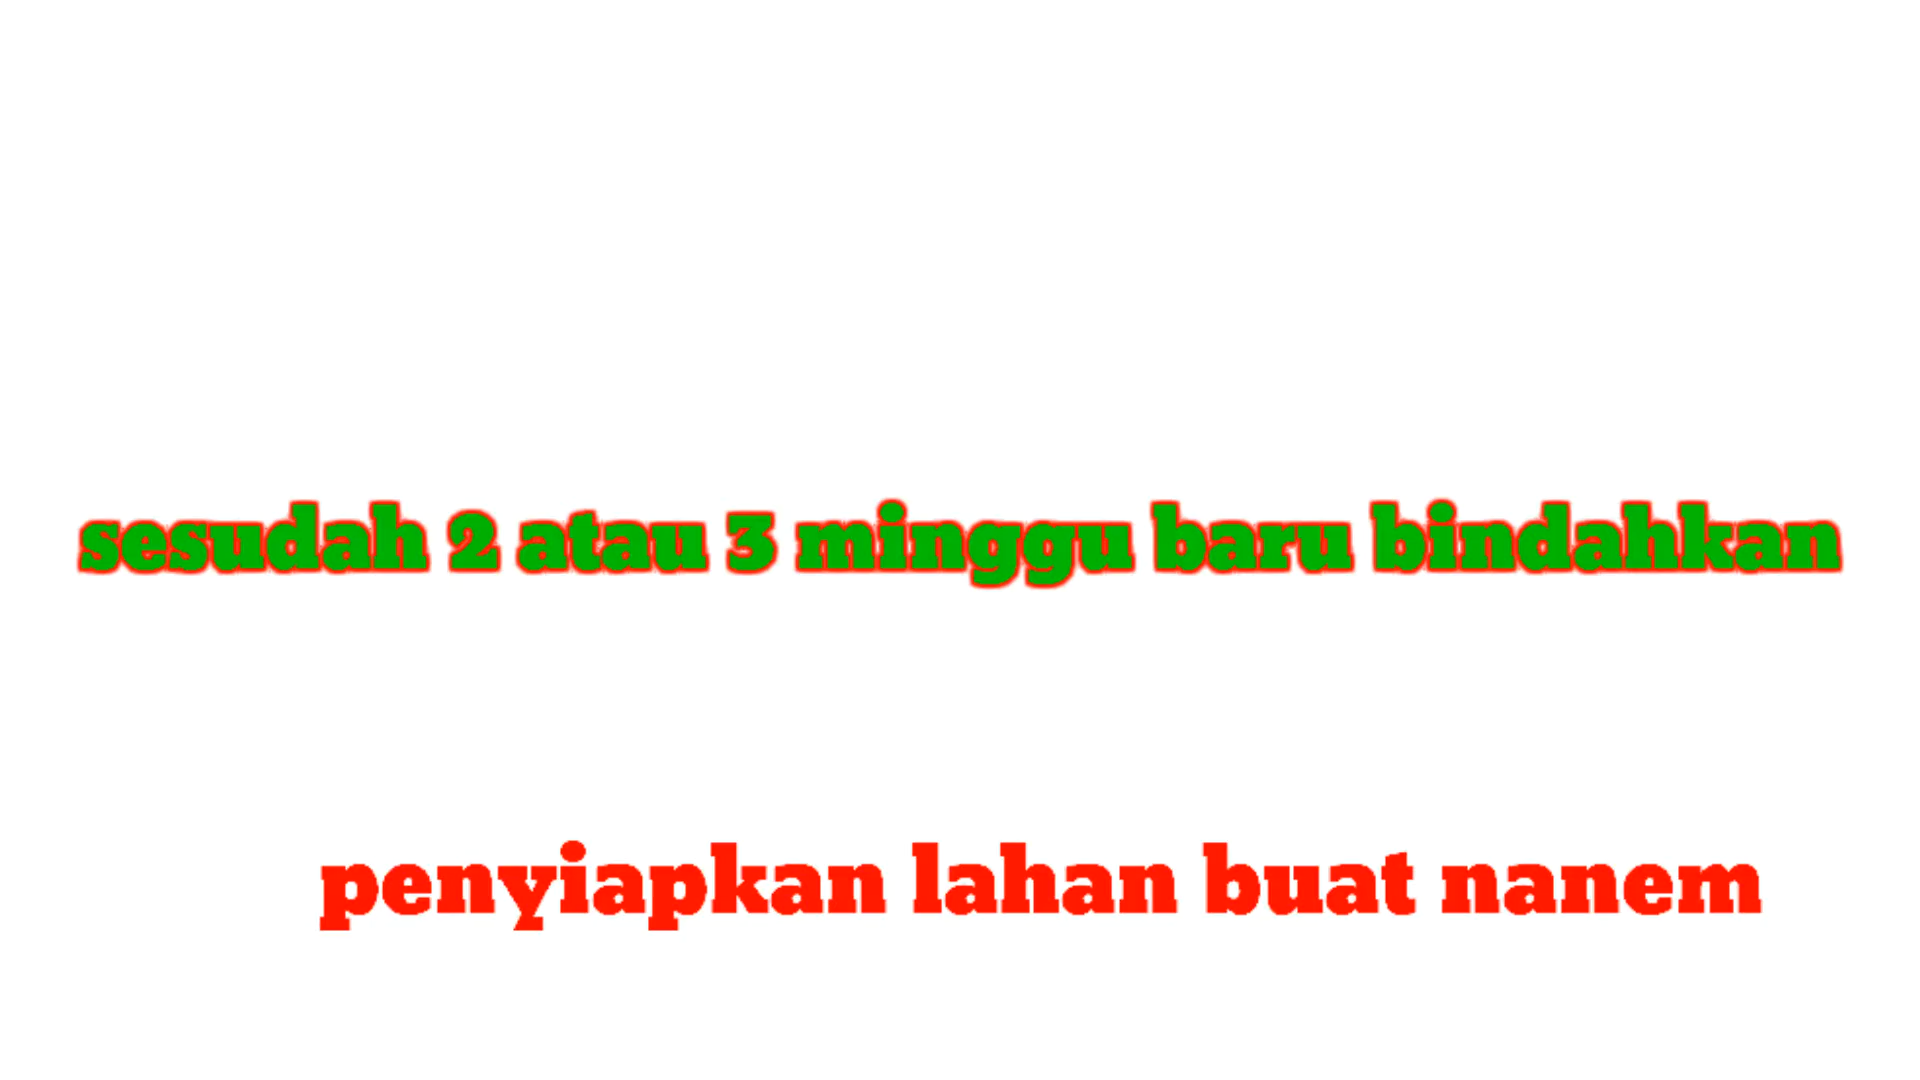 sesudah 2 atau 3 minggu baru bindahkan
penyiapkan lahan buat nanem